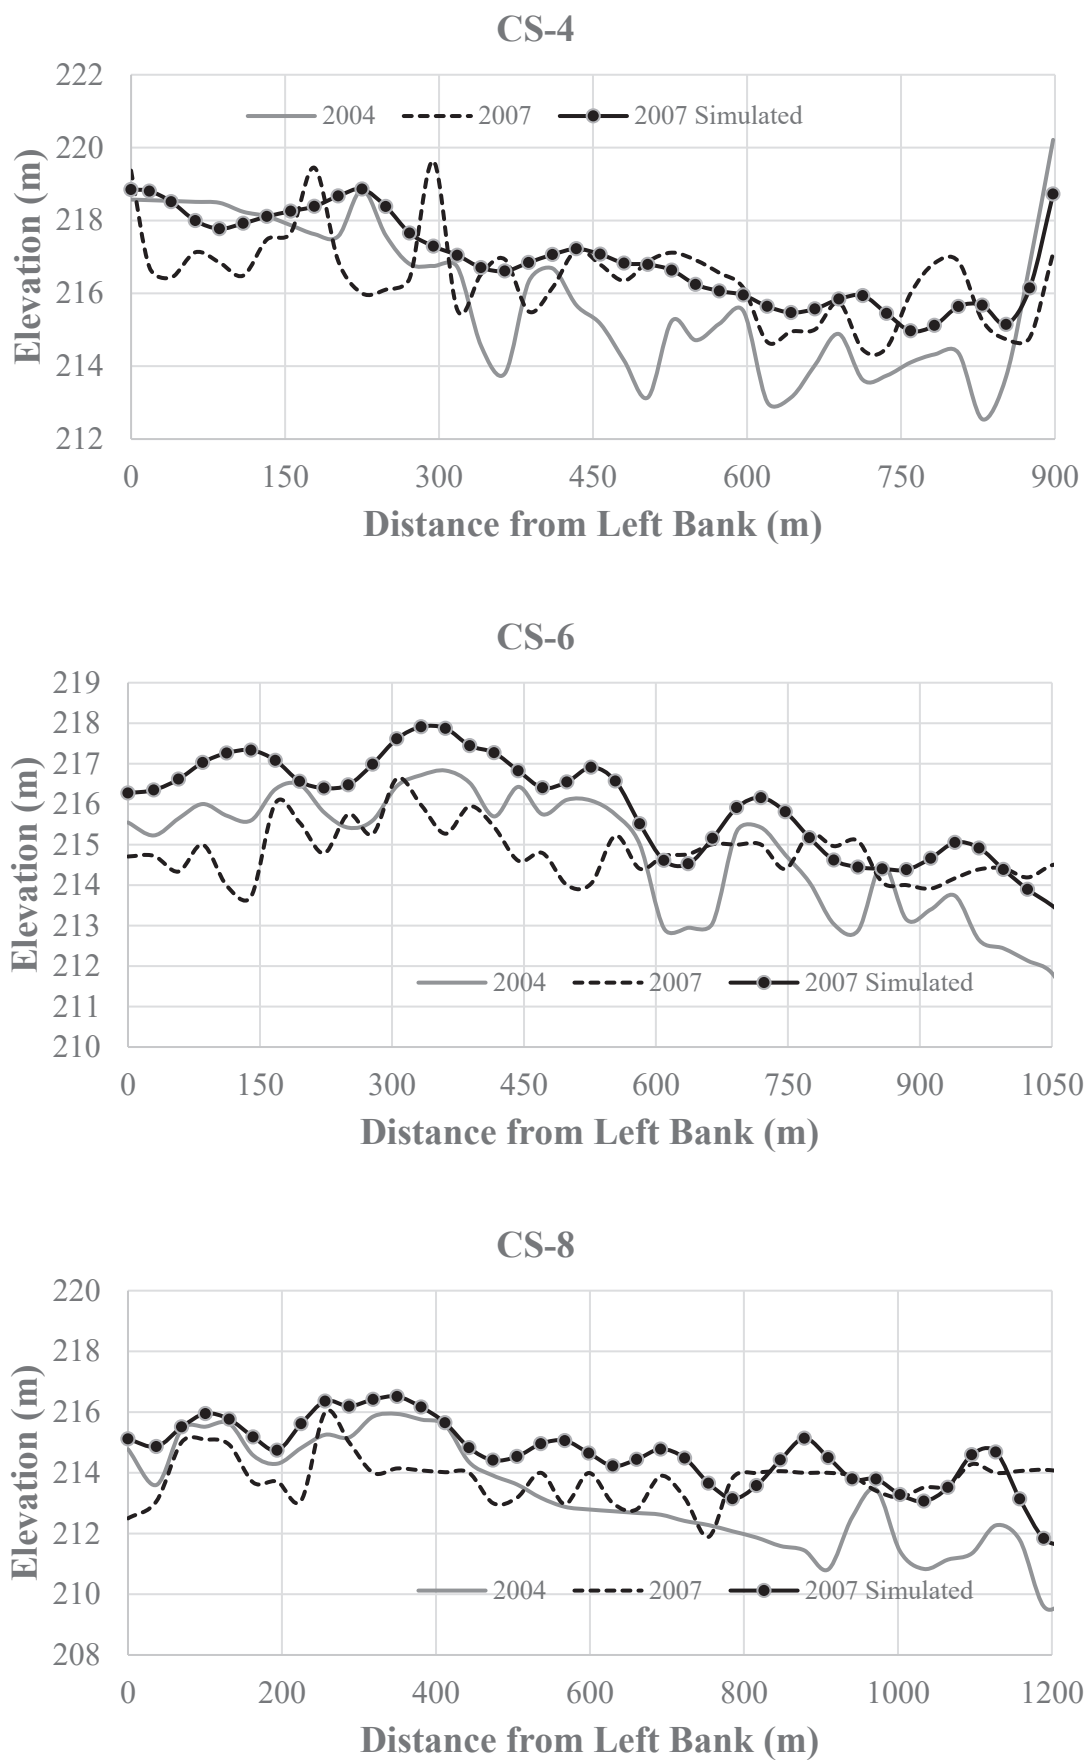 CS-4
222
2004 2007 2007 Simulated
220
218
216
214
212
Elevation (m)
0 150 300 450 600 750 900
Distance from Left Bank (m)
CS-6
219
218
217
216
215
214
213
212
2004 2007 2007 Simulated
211
210
Elevation (m)
0 150 300 450 600 750 900 1050
Distance from Left Bank (m)
CS-8
220
218
216
214
212
210
2004 2007 2007 Simulated
208
Elevation (m)
0 200 400 600 800 1000 1200
Distance from Left Bank (m)